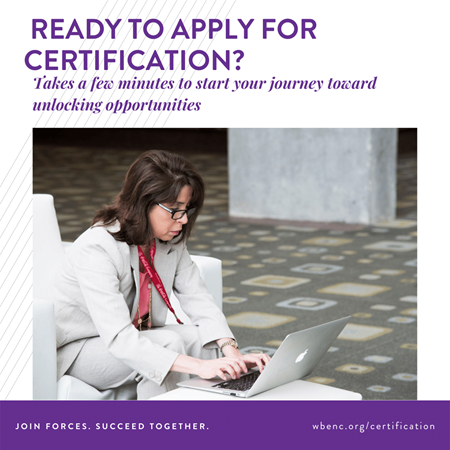 READY TO APPLY FOR
CERTIFICATION?
Takes a few minutes to start your journey toward
unlocking opportunities
JOIN FORCES. SUCCEED TOGETHER.
wbenc.org/certification